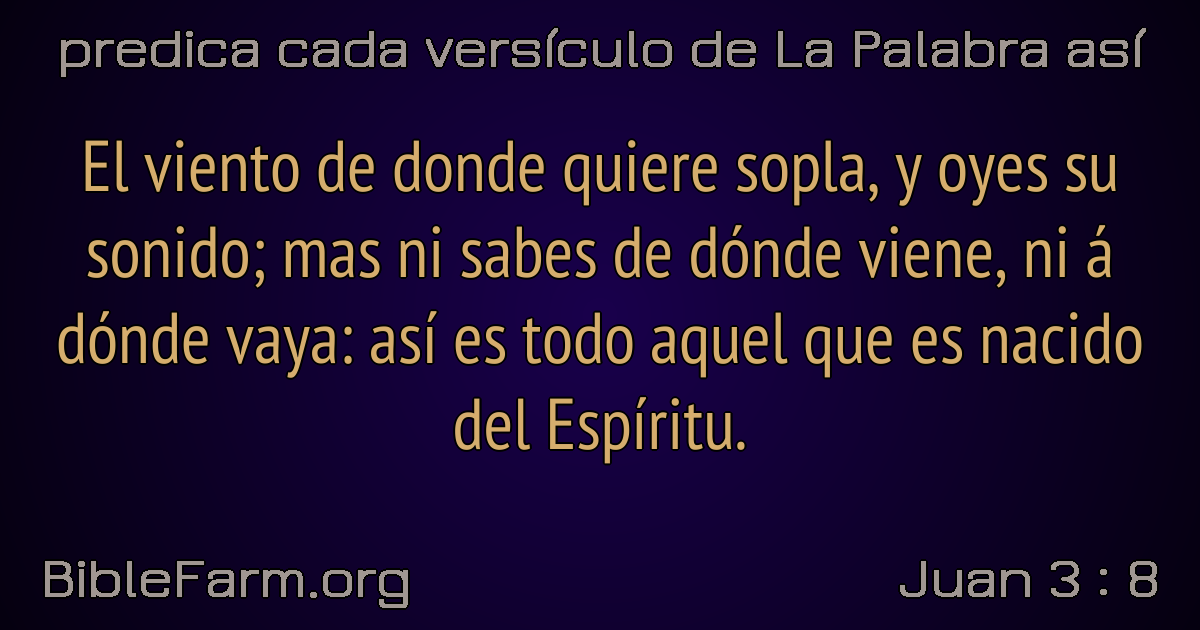 predica cada versículo de La Palabra así
El viento de donde quiere sopla, y oyes su
sonido; mas ni sabes de dónde viene, ni á
dónde vaya: así es todo aquel que es nacido
del Espíritu.
BibleFarm.org
Juan 3 : 8